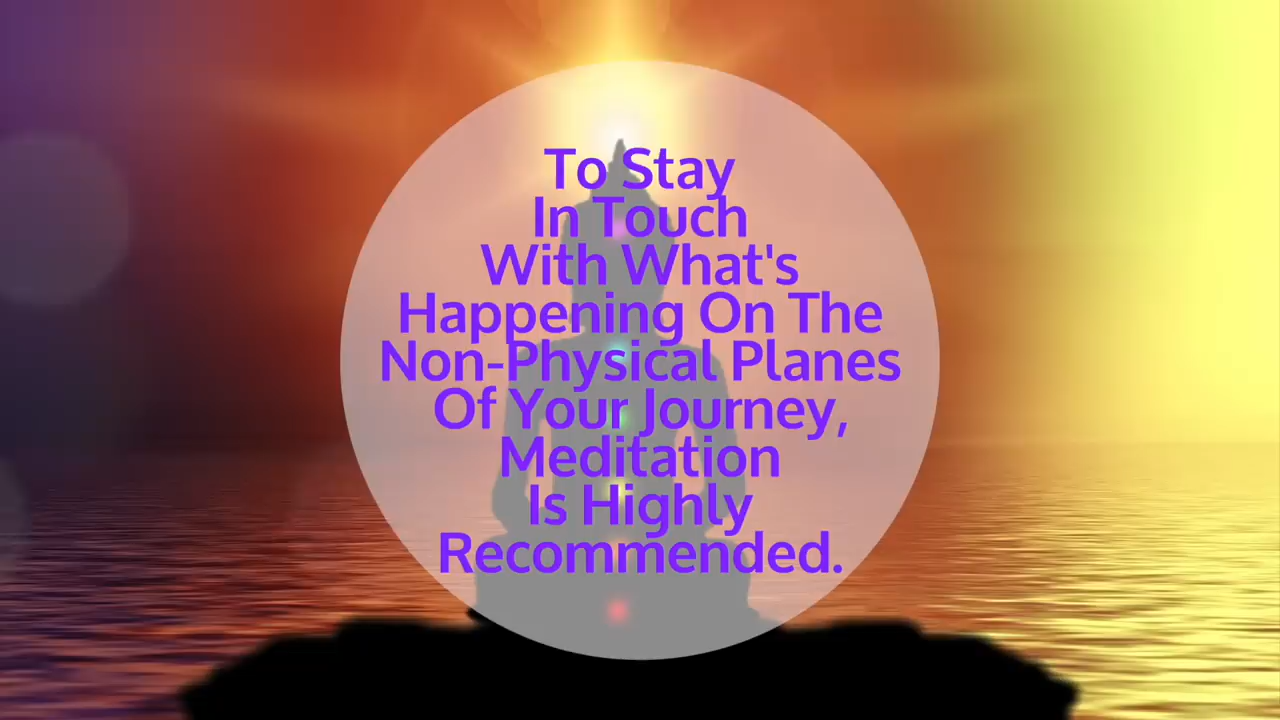 To Stay
In Touch
With What's
Happening On The
Non-Physical Planes
Of Your Journey,
Meditation
Is Highly
Recommended.